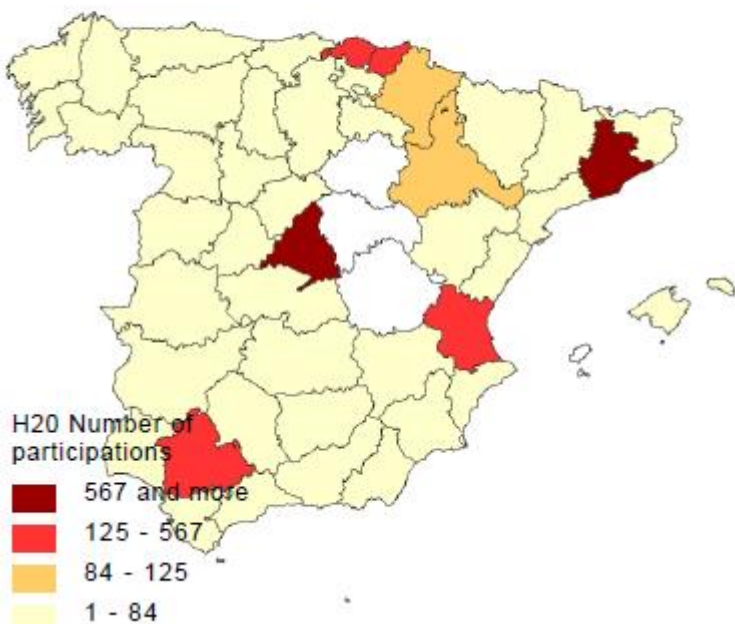 H20 Number of
participations
567 and more
125 - 567
84 - 125
1 - 84